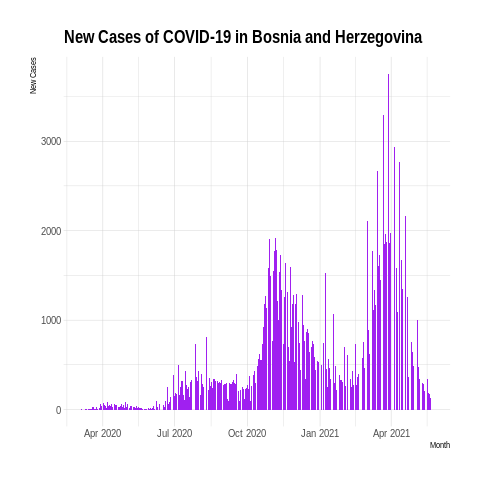 New Cases of COVID-19 in Bosnia and Herzegovina
New Cases
3000
2000
1000
0
Apr 2020 Jul 2020 Oct 2020 Jan 2021 Apr 2021
Month